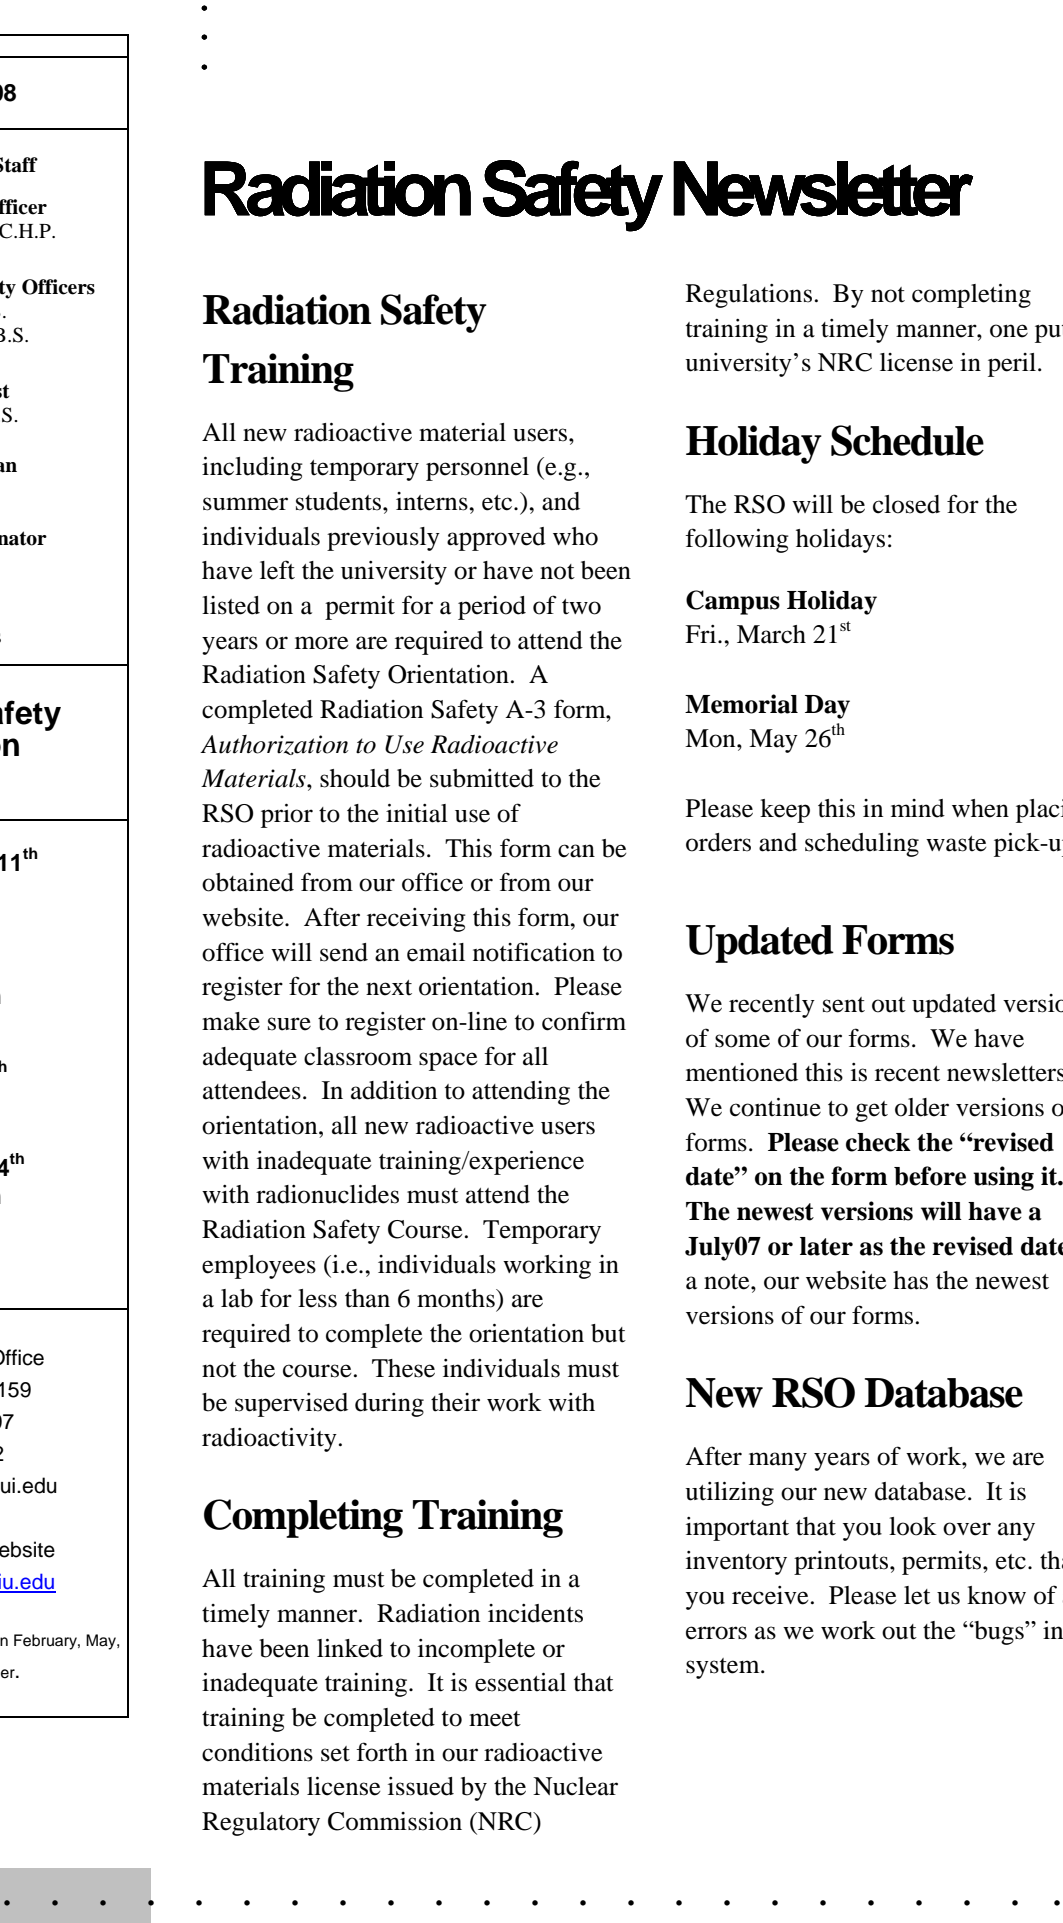 08
Staff
fficer
C.H.P.
ty Officers
B.S.
st
S.
an
nator
afety
on
11th
h
4th
Office
159
07
2
ui.edu
ebsite
iu.edu
n February, May,
er.
Radiation Safety Newsletter
Radiation Safety
Training
All new radioactive material users,
including temporary personnel (e.g.,
summer students, interns, etc.), and
individuals previously approved who
have left the university or have not been
listed on a  permit for a period of two
years or more are required to attend the
Radiation Safety Orientation.  A
completed Radiation Safety A-3 form,
Authorization to Use Radioactive
Materials, should be submitted to the
RSO prior to the initial use of
radioactive materials.  This form can be
obtained from our office or from our
website.  After receiving this form, our
office will send an email notification to
register for the next orientation.  Please
make sure to register on-line to confirm
adequate classroom space for all
attendees.  In addition to attending the
orientation, all new radioactive users
with inadequate training/experience
with radionuclides must attend the
Radiation Safety Course.  Temporary
employees (i.e., individuals working in
a lab for less than 6 months) are
required to complete the orientation but
not the course.  These individuals must
be supervised during their work with
radioactivity.
Completing Training
All training must be completed in a
timely manner.  Radiation incidents
have been linked to incomplete or
inadequate training.  It is essential that
training be completed to meet
conditions set forth in our radioactive
materials license issued by the Nuclear
Regulatory Commission (NRC)
Regulations.  By not completing
training in a timely manner, one pu
university's NRC license in peril.
Holiday Schedule
The RSO will be closed for the
following holidays:
Campus Holiday
Fri., March 21st
Memorial Day
Mon, May 26th
Please keep this in mind when placi
orders and scheduling waste pick-u
Updated Forms
We recently sent out updated versio
of some of our forms.  We have
mentioned this is recent newsletters
We continue to get older versions o
forms.  Please check the "revised
date" on the form before using it.
The newest versions will have a
July07 or later as the revised date
a note, our website has the newest
versions of our forms.
New RSO Database
After many years of work, we are
utilizing our new database.  It is
important that you look over any
inventory printouts, permits, etc. tha
you receive.  Please let us know of
errors as we work out the "bugs" in
system.